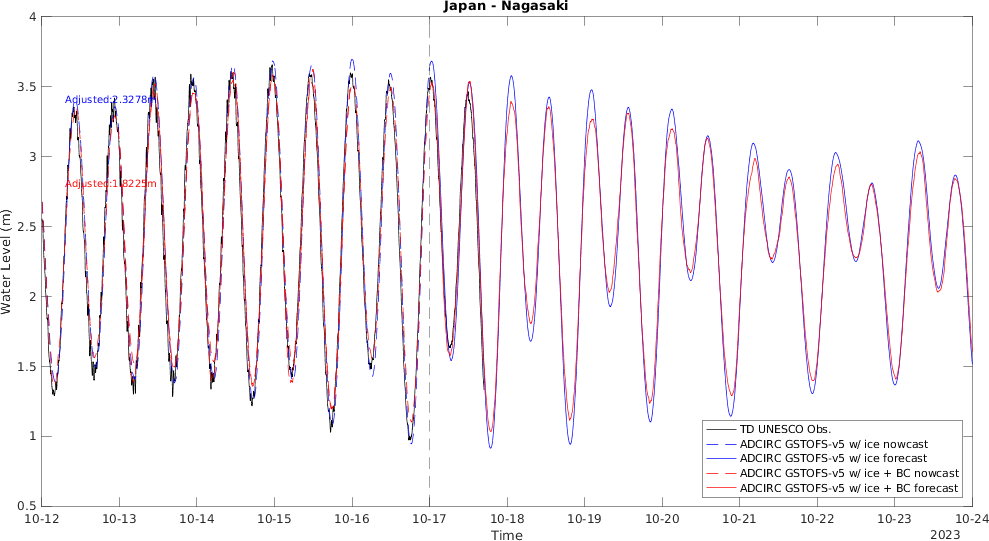 Japan - Nagasaki
4
3.5
3
2.5
2
1.5
1
0.5
Water Level (m)
Adjusted:2.3278m
Adjusted:1.8225m
TD UNESCO Obs.
ADCIRC GSTOFS-v5 w/ ice nowcast
ADCIRC GSTOFS-v5 w/ ice forecast
ADCIRC GSTOFS-v5 w/ ice + BC nowcast
ADCIRC GSTOFS-v5 w/ ice + BC forecast
10-12 10-13 10-14 10-15 10-16 10-17 10-18 10-19 10-20 10-21 10-22 10-23 10-24
Time
2023